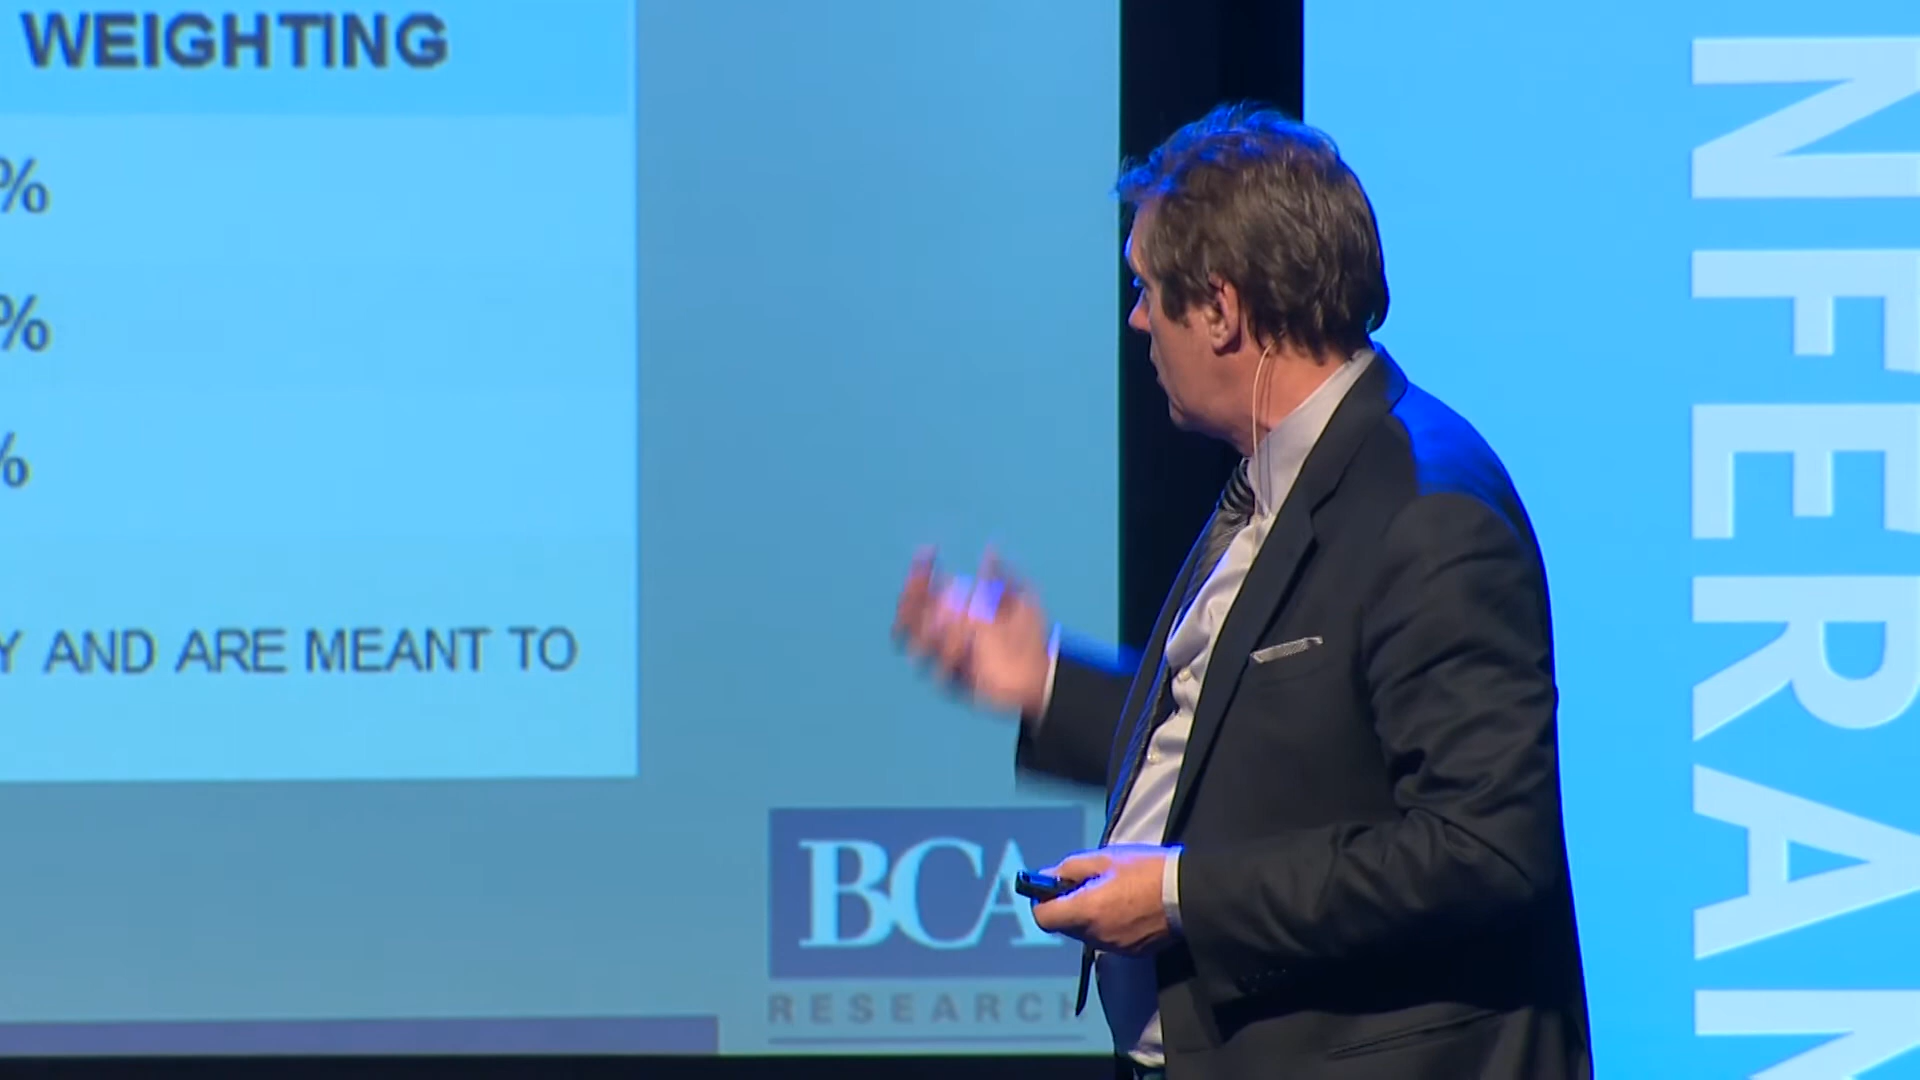 WEIGHTING
%
%
%
Y AND ARE MEANT TO
BCA
RESEARCH
NFERAN